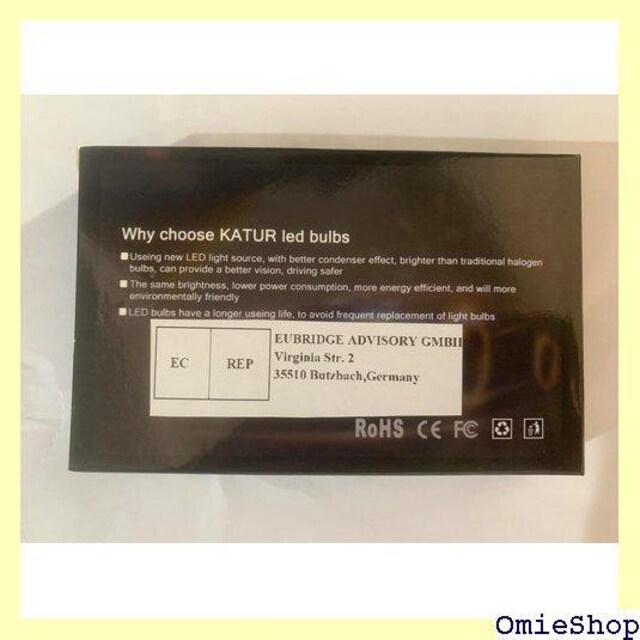 Why choose KATUR led bulbs
Useing new LED light source, with better condenser effect, brighter than traditional halogen
bulbs, can provide a better vision, driving safer
The same brightness, lower power consumption, more energy efficient, and will more
environmentally friendly
LED bulbs have a longer useing life, to avoid frequent replacement of light bulbs
EC REP
EUBRIDGE ADVISORY GMBH
Virginia Str. 2
35510 Butzbach,Germany
RoHS CE FC
OmieShop